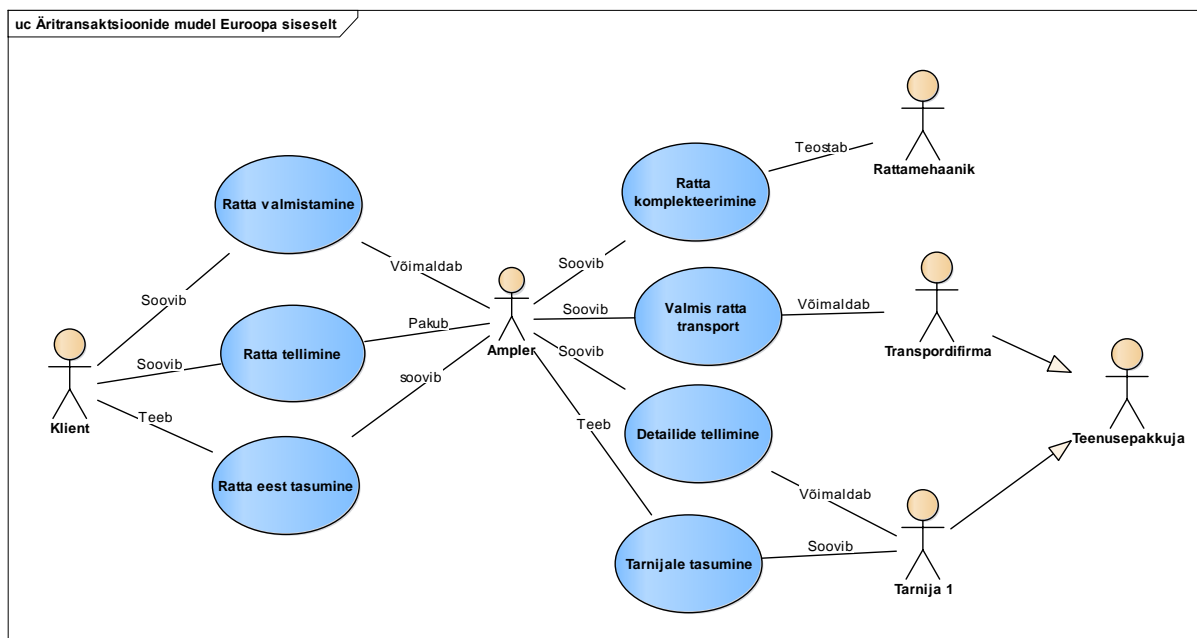 uc Äritransaktsioonide mudel Euroopa siseselt
Ratta valmistamine
Ratta tellimine
Ratta eest tasumine
Klient
Soovib
Soovib
Teeb
Võimaldab
Pakub
soovib
Ampler
Soovib
Soovib
Soovib
Teeb
Ratta
komplekteerimine
Valmis ratta
transport
Detailide tellimine
Tarnijale tasumine
Teostab
Võimaldab
Võimaldab
Soovib
Rattamehaanik
Transpordifirma
Tarnija 1
Teenusepakkuja